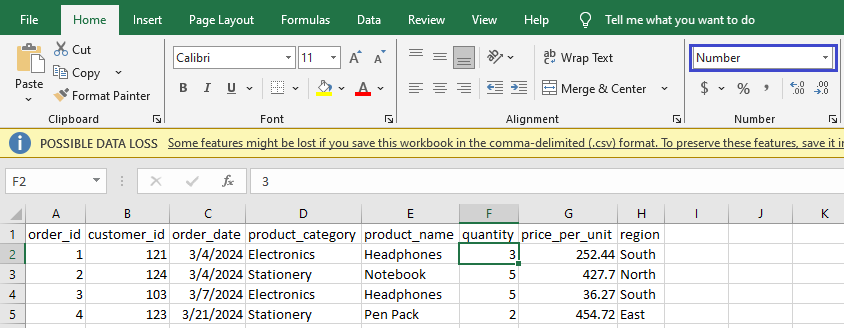 File Home Insert Page Layout Formulas Data Review View Help Tell me what you want to do
Cut
Copy
Format Painter
Paste
Clipboard
Calibri 11 A A
B I U A
Font
ab Wrap Text
Merge & Center
Alignment
Number
$ % , .00 .00
Number
POSSIBLE DATA LOSS Some features might be lost if you save this workbook in the comma-delimited (.csv) format. To preserve these features, save it in
F2 fx 3
A B C D E F G H I J K
1 order_id customer_id order_date product_category product_name quantity price_per_unit region
2 1 121 3/4/2024 Electronics Headphones 3 252.44 South
3 2 124 3/4/2024 Stationery Notebook 5 427.7 North
4 3 103 3/7/2024 Electronics Headphones 5 36.27 South
5 4 123 3/21/2024 Stationery Pen Pack 2 454.72 East